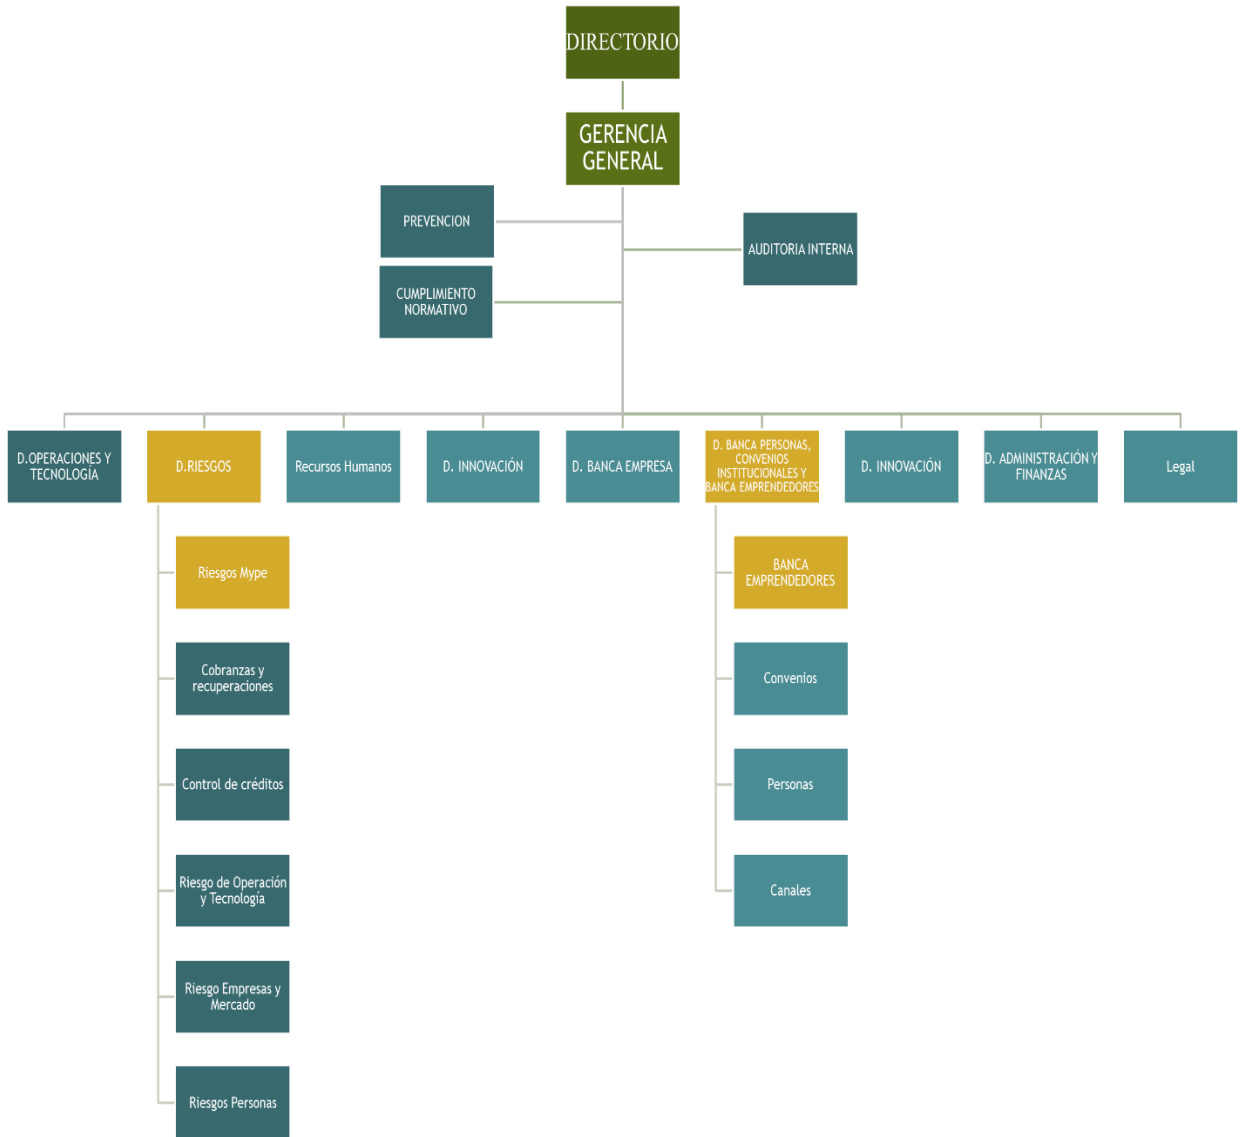 DIRECTORIO
GERENCIA
GENERAL
PREVENCION
AUDITORIA INTERNA
CUMPLIMIENTO
NORMATIVO
D.OPERACIONES Y
TECNOLOGÍA
D.RIESGOS
Recursos Humanos
D. INNOVACIÓN
D. BANCA EMPRESA
D. BANCA PERSONAS,
CONVENIOS
INSTITUCIONALES Y
BANCA EMPRENDEDORES
D. INNOVACIÓN
D. ADMINISTRACIÓN Y
FINANZAS
Legal
Riesgos Mype
Cobranzas y
recuperaciones
Control de créditos
Riesgo de Operación
y Tecnología
Riesgo Empresas y
Mercado
Riesgos Personas
BANCA
EMPRENDEDORES
Convenios
Personas
Canales